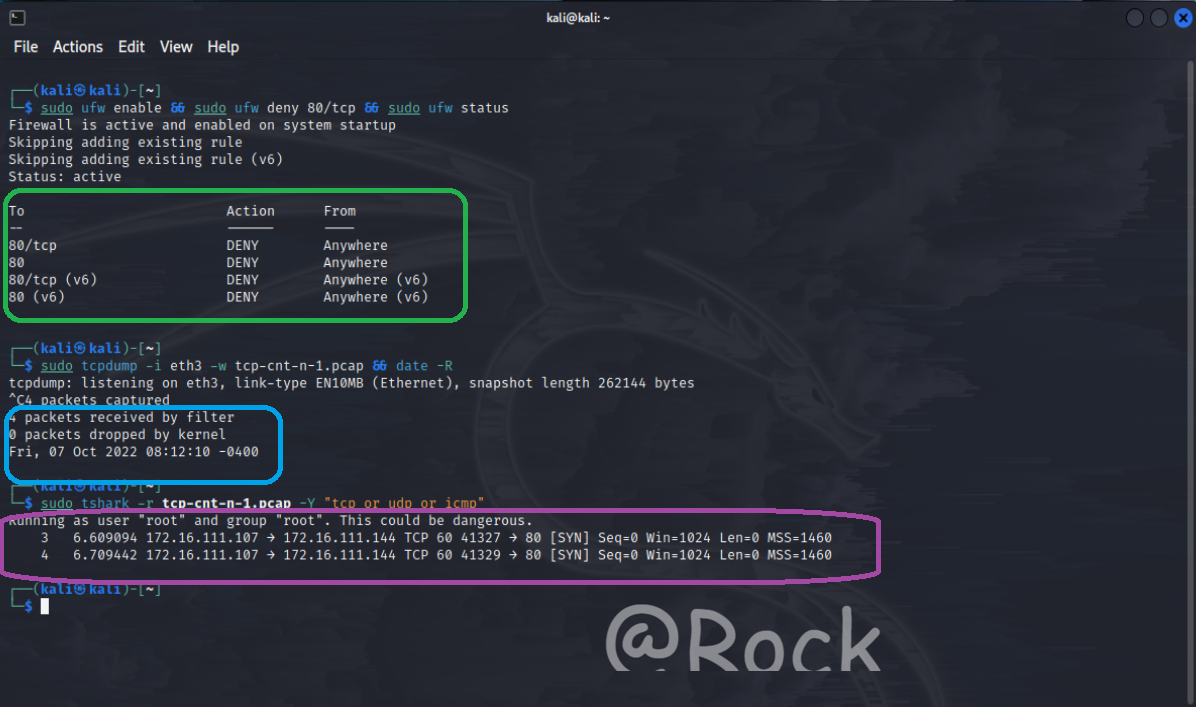 kali@kali: ~
File Actions Edit View Help
┌──(kali㉿kali)-[~]
└─$ sudo ufw enable && sudo ufw deny 80/tcp && sudo ufw status
Firewall is active and enabled on system startup
Skipping adding existing rule
Skipping adding existing rule (v6)
Status: active
To Action From
-- ------ ----
80/tcp DENY Anywhere
80 DENY Anywhere
80/tcp (v6) DENY Anywhere (v6)
80 (v6) DENY Anywhere (v6)
┌──(kali㉿kali)-[~]
└─$ sudo tcpdump -i eth3 -w tcp-cnt-n-1.pcap && date -R
tcpdump: listening on eth3, link-type EN10MB (Ethernet), snapshot length 262144 bytes
^C4 packets captured
4 packets received by filter
0 packets dropped by kernel
Fri, 07 Oct 2022 08:12:10 -0400
┌──(kali㉿kali)-[~]
└─$ sudo tshark -r tcp-cnt-n-1.pcap -Y "tcp or udp or icmp"
Running as user "root" and group "root". This could be dangerous.
3 6.609094 172.16.111.107 → 172.16.111.144 TCP 60 41327 → 80 [SYN] Seq=0 Win=1024 Len=0 MSS=1460
4 6.709442 172.16.111.107 → 172.16.111.144 TCP 60 41329 → 80 [SYN] Seq=0 Win=1024 Len=0 MSS=1460
┌──(kali㉿kali)-[~]
└─$
@Rock